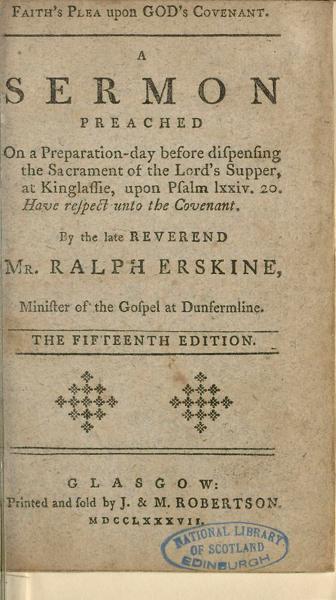 FAITH'S PLEA upon GOD'S COVENANT.
A
SERMON
PREACHED
On a Preparation-day before diſpenſing
the Sacrament of the Lord's Supper,
at Kinglaſſie, upon Pſalm lxxiv. 20.
Have reſpect unto the Covenant.
By the late REVEREND
MR. RALPH ERSKINE,
Miniſter of the Goſpel at Dunfermline.
THE FIFTEENTH EDITION.
GLASGOW:
Printed and ſold by J. & M. ROBERTSON.
MDCCLXXXVII.
NATIONAL LIBRARY
OF SCOTLAND
EDINBURGH